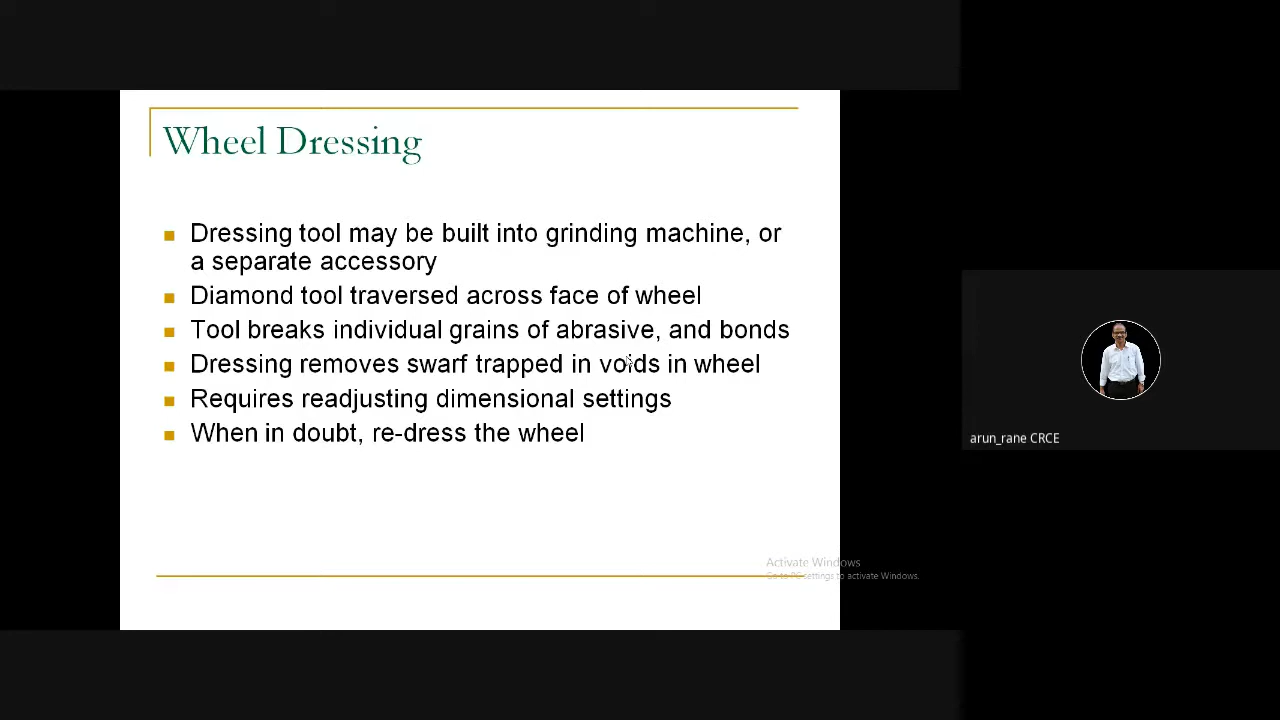 Wheel Dressing
Dressing tool may be built into grinding machine, or
a separate accessory
Diamond tool traversed across face of wheel
Tool breaks individual grains of abrasive, and bonds
Dressing removes swarf trapped in voids in wheel
Requires readjusting dimensional settings
When in doubt, re-dress the wheel
Activate Windows
Go to PC settings to activate Windows.
arun_rane CRCE